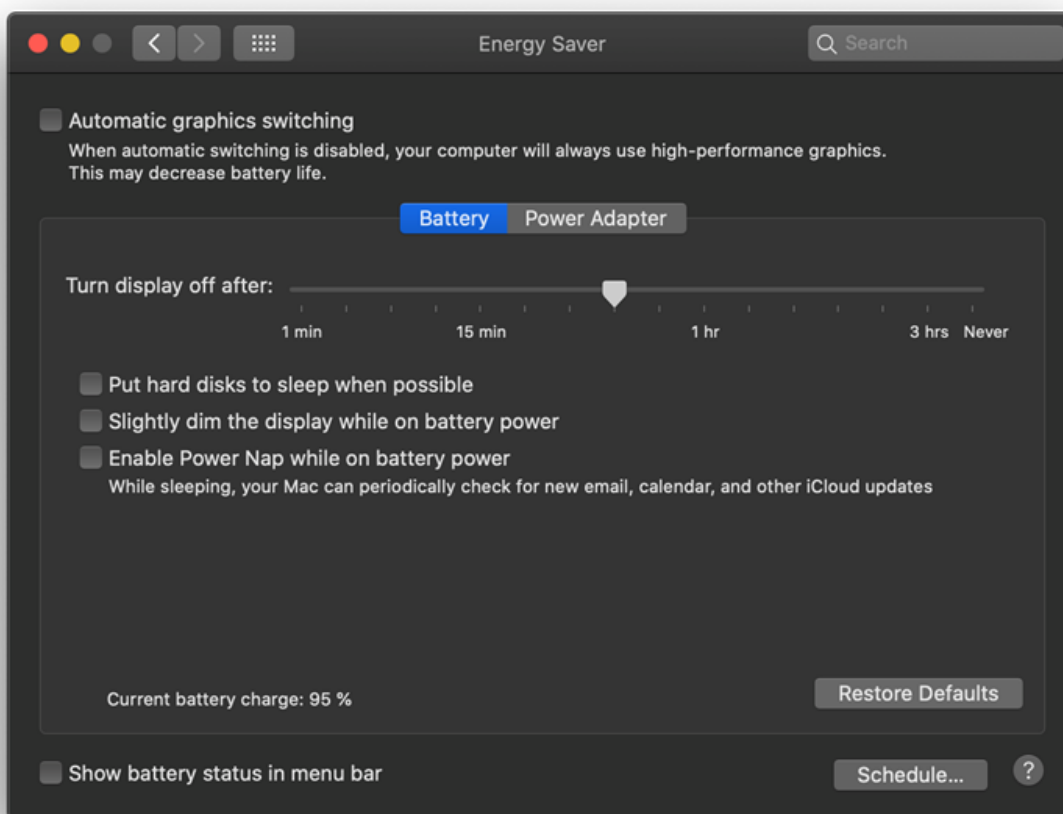 Energy Saver
Search
Automatic graphics switching
When automatic switching is disabled, your computer will always use high-performance graphics.
This may decrease battery life.
Battery Power Adapter
Turn display off after:
1 min 15 min 1 hr 3 hrs Never
Put hard disks to sleep when possible
Slightly dim the display while on battery power
Enable Power Nap while on battery power
While sleeping, your Mac can periodically check for new email, calendar, and other iCloud updates
Current battery charge: 95 %
Restore Defaults
Show battery status in menu bar
Schedule...
?